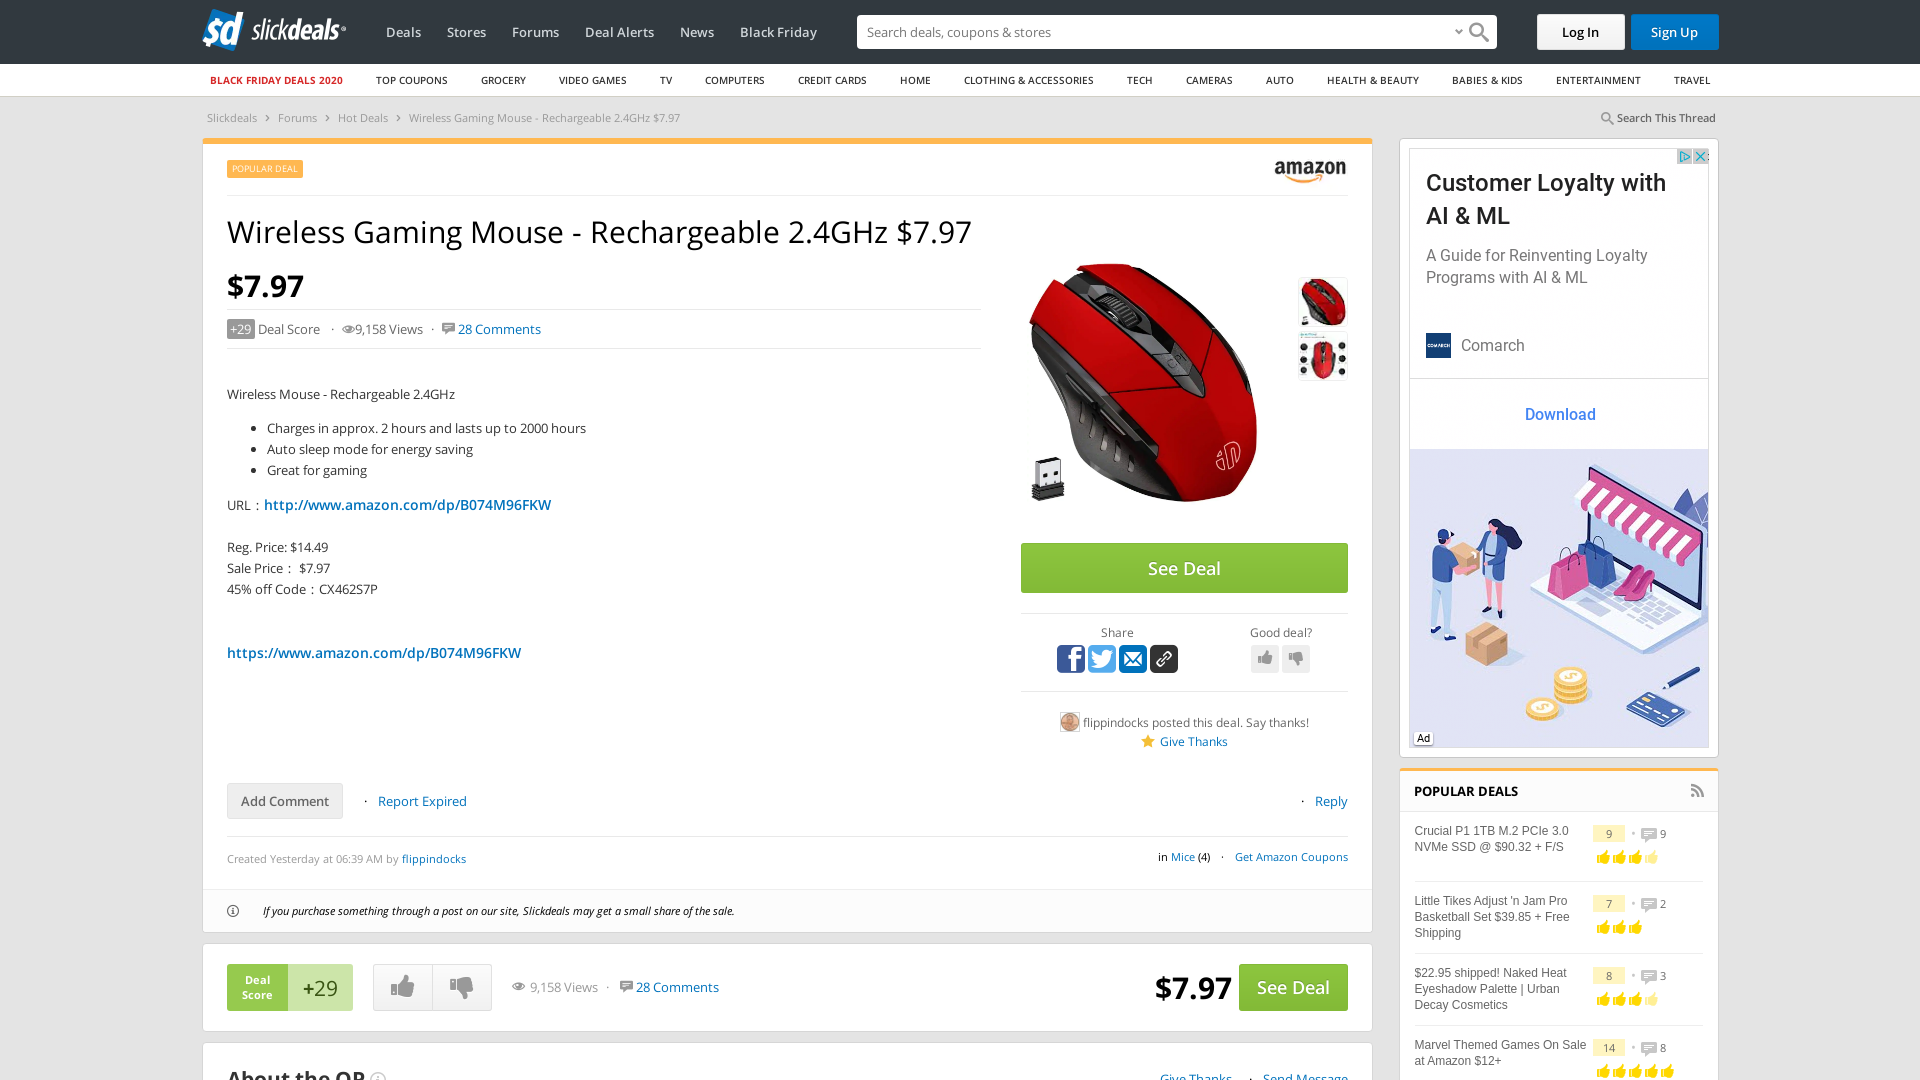 sd slickdeals
Deals Stores Forums Deal Alerts News Black Friday
Search deals, coupons & stores
Log In
Sign Up
BLACK FRIDAY DEALS 2020 TOP COUPONS GROCERY VIDEO GAMES TV COMPUTERS CREDIT CARDS HOME CLOTHING & ACCESSORIES TECH CAMERAS AUTO HEALTH & BEAUTY BABIES & KIDS ENTERTAINMENT TRAVEL
Slickdeals › Forums › Hot Deals › Wireless Gaming Mouse - Rechargeable 2.4GHz $7.97
Search This Thread
POPULAR DEAL
amazon
Wireless Gaming Mouse - Rechargeable 2.4GHz $7.97
$7.97
+29 Deal Score · 9,158 Views · 28 Comments
Wireless Mouse - Rechargeable 2.4GHz
• Charges in approx. 2 hours and lasts up to 2000 hours
• Auto sleep mode for energy saving
• Great for gaming
URL：http://www.amazon.com/dp/B074M96FKW
Reg. Price: $14.49
Sale Price： $7.97
45% off Code：CX462S7P
https://www.amazon.com/dp/B074M96FKW
See Deal
Share
Good deal?
flippindocks posted this deal. Say thanks!
Give Thanks
Add Comment · Report Expired
· Reply
Created Yesterday at 06:39 AM by flippindocks
in Mice (4) · Get Amazon Coupons
If you purchase something through a post on our site, Slickdeals may get a small share of the sale.
Deal Score
+29
9,158 Views · 28 Comments
$7.97
See Deal
About the OP
Give Thanks · Send Message
Customer Loyalty with
AI & ML
A Guide for Reinventing Loyalty
Programs with AI & ML
COMARCH
Comarch
Download
Ad
POPULAR DEALS
Crucial P1 1TB M.2 PCIe 3.0
NVMe SSD @ $90.32 + F/S
9 • 9
Little Tikes Adjust 'n Jam Pro
Basketball Set $39.85 + Free
Shipping
7 • 2
$22.95 shipped! Naked Heat
Eyeshadow Palette | Urban
Decay Cosmetics
8 • 3
Marvel Themed Games On Sale
at Amazon $12+
14 • 8